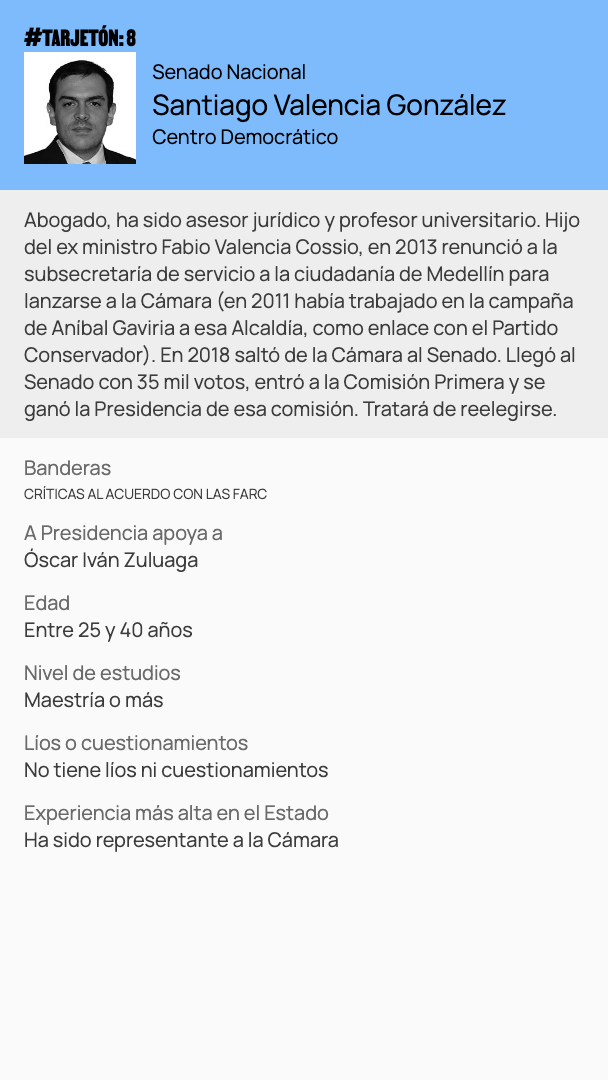 #TARJETÓN: 8
Senado Nacional
Santiago Valencia González
Centro Democrático
Abogado, ha sido asesor jurídico y profesor universitario. Hijo
del ex ministro Fabio Valencia Cossio, en 2013 renunció a la
subsecretaría de servicio a la ciudadanía de Medellín para
lanzarse a la Cámara (en 2011 había trabajado en la campaña
de Aníbal Gaviria a esa Alcaldía, como enlace con el Partido
Conservador). En 2018 saltó de la Cámara al Senado. Llegó al
Senado con 35 mil votos, entró a la Comisión Primera y se
ganó la Presidencia de esa comisión. Tratará de reelegirse.
Banderas
CRÍTICAS AL ACUERDO CON LAS FARC
A Presidencia apoya a
Óscar Iván Zuluaga
Edad
Entre 25 y 40 años
Nivel de estudios
Maestría o más
Líos o cuestionamientos
No tiene líos ni cuestionamientos
Experiencia más alta en el Estado
Ha sido representante a la Cámara